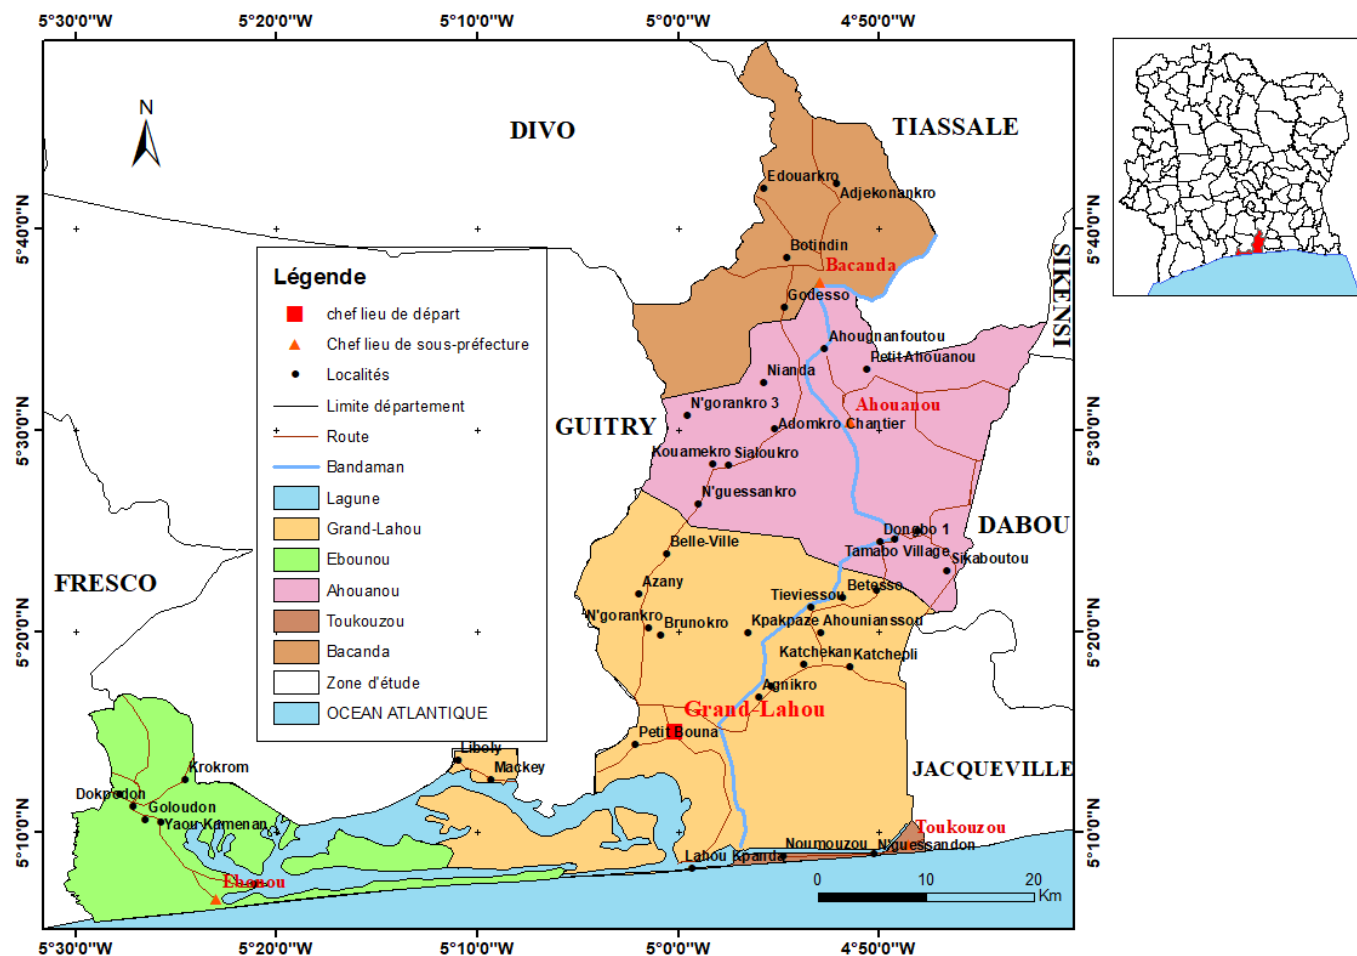 5°30'0"W 5°20'0"W 5°10'0"W 5°0'0"W 4°50'0"W
N
DIVO
TIASSALE
Edouarkro
Adjekonankro
5°40'0"N
5°40'0"N
Botindin
Bacanda
SIKENSI
Godesso
Légende
chef lieu de départ
Chef lieu de sous-préfecture
Localités
Limite département
Route
Bandaman
Lagune
Grand-Lahou
Ebounou
Ahouanou
Toukouzou
Bacanda
Zone d'étude
OCEAN ATLANTIQUE
Ahougnanfoutou
Petit Ahouanou
Nianda
N'gorankro 3
Ahouanou
GUITRY
Adomkro Chantier
5°30'0"N
5°30'0"N
Kouamekro Sialoukro
N'guessankro
DABOU
Dongbo 1
Belle-Ville
Tamabo Village
Sikaboutou
FRESCO
Azany
Betesso
Tieviessou
N'gorankro
Brunokro
Kpakpaze Ahounianssou
5°20'0"N
5°20'0"N
Katchekan Katchepli
Agnikro
Grand-Lahou
Petit Bouna
Liboly
Mackey
Krokrom
JACQUEVILLE
Dokpodon
Goloudon
Yaou Kamenan
5°10'0"N
5°10'0"N
Toukouzou
Noumouzou N'guessandon
Lahou Kpanda
Ebonou
0 10 20
Km
5°30'0"W 5°20'0"W 5°10'0"W 5°0'0"W 4°50'0"W